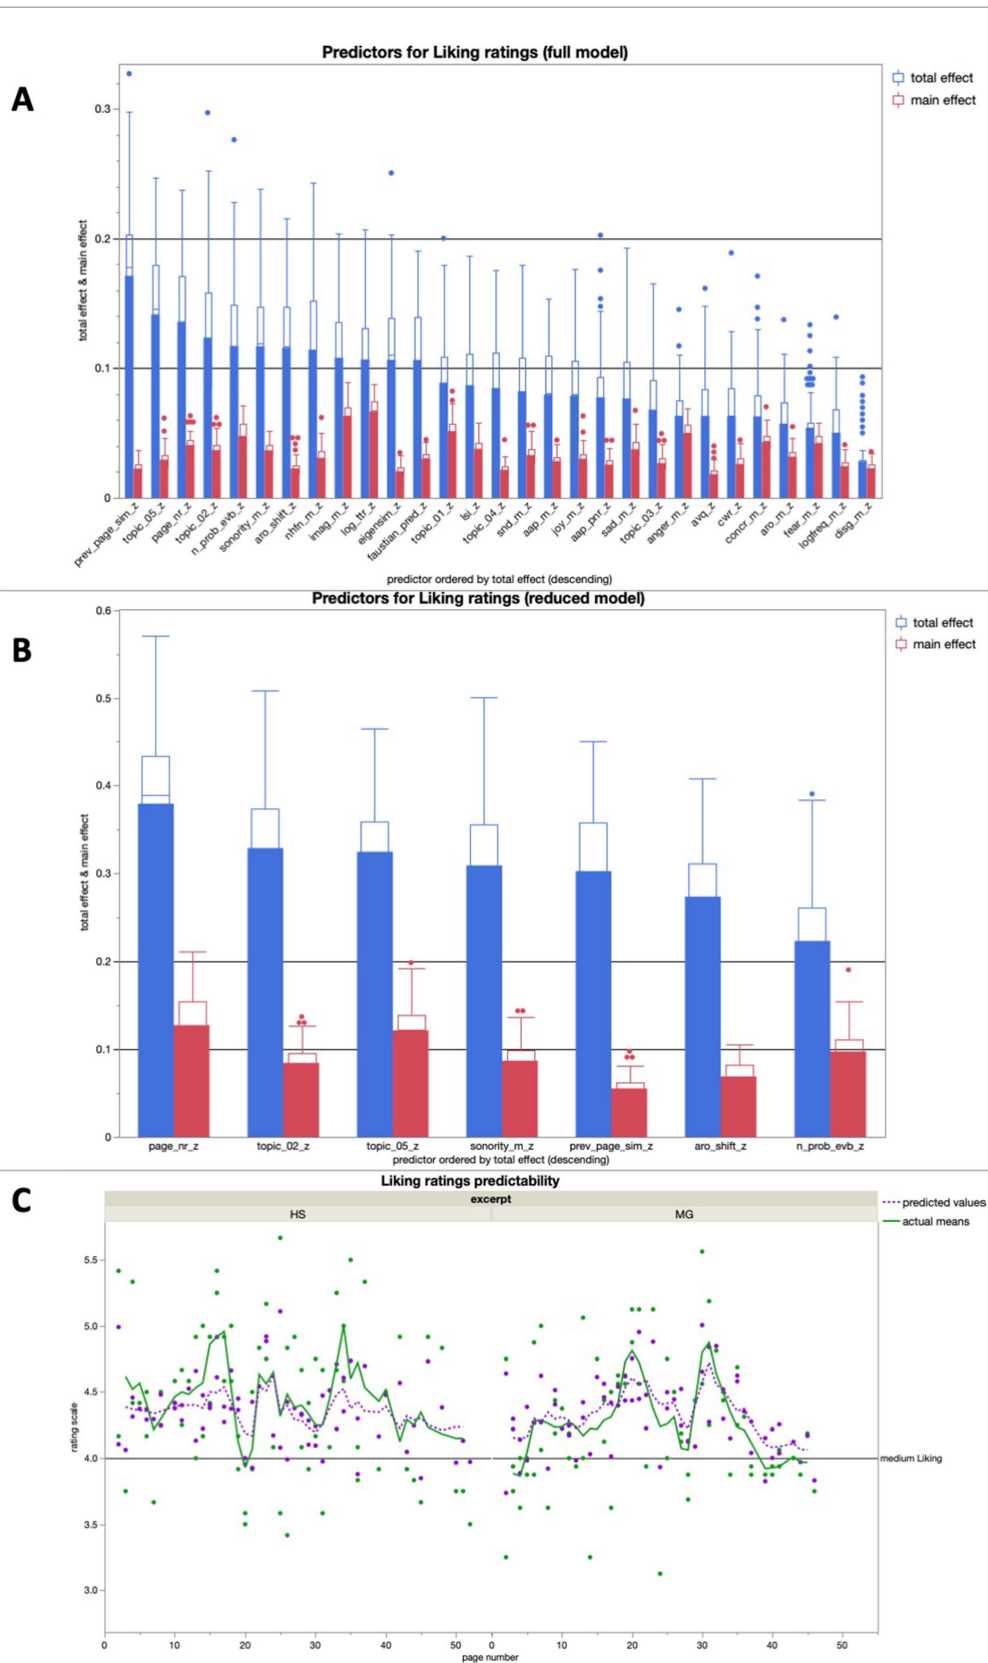 Predictors for Liking ratings (full model)
A
total effect
main effect
total effect & main effect
0.3
0.2
0.1
0
prev_page_sim_z
topic_05_z
page_nr_z
topic_02_z
n_prob_evb_z
sonority_m_z
aro_shift_z
nhfn_m_z
imag_m_z
log_ttr_z
eigensim_z
faustian_pred_z
topic_01_z
lsi_z
topic_04_z
snd_m_z
aap_m_z
joy_m_z
aap_pnr_z
sad_m_z
topic_03_z
anger_m_z
avq_z
cwr_z
concr_m_z
aro_m_z
fear_m_z
logfreq_m_z
disg_m_z
predictor ordered by total effect (descending)
Predictors for Liking ratings (reduced model)
B
total effect
main effect
total effect & main effect
0.6
0.5
0.4
0.3
0.2
0.1
0
page_nr_z topic_02_z topic_05_z sonority_m_z prev_page_sim_z aro_shift_z n_prob_evb_z
predictor ordered by total effect (descending)
Liking ratings predictability
C
excerpt
HS MG
predicted values
actual means
rating scale
5.5
5.0
4.5
4.0
3.5
3.0
medium Liking
0 10 20 30 40 50 0 10 20 30 40 50
page number